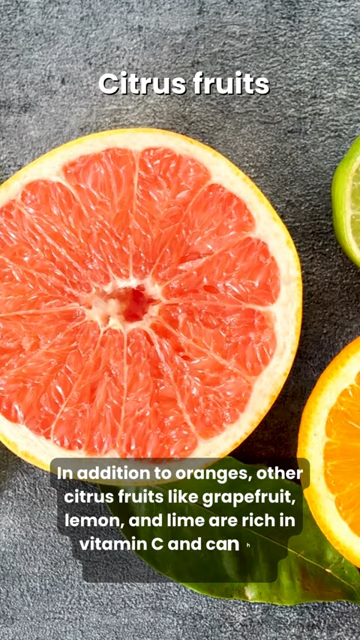 Citrus fruits
In addition to oranges, other
citrus fruits like grapefruit,
lemon, and lime are rich in
vitamin C and can